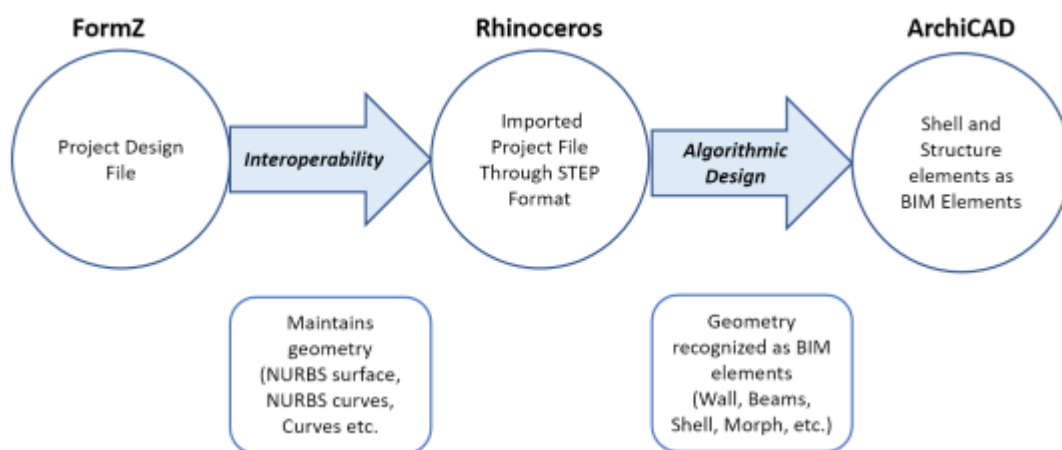 FormZ
Rhinoceros
ArchiCAD
Project Design
File
Interoperability
Imported
Project File
Through STEP
Format
Algorithmic
Design
Shell and
Structure
elements as
BIM Elements
Maintains
geometry
(NURBS surface,
NURBS curves,
Curves etc.
Geometry
recognized as BIM
elements
(Wall, Beams,
Shell, Morph, etc.)